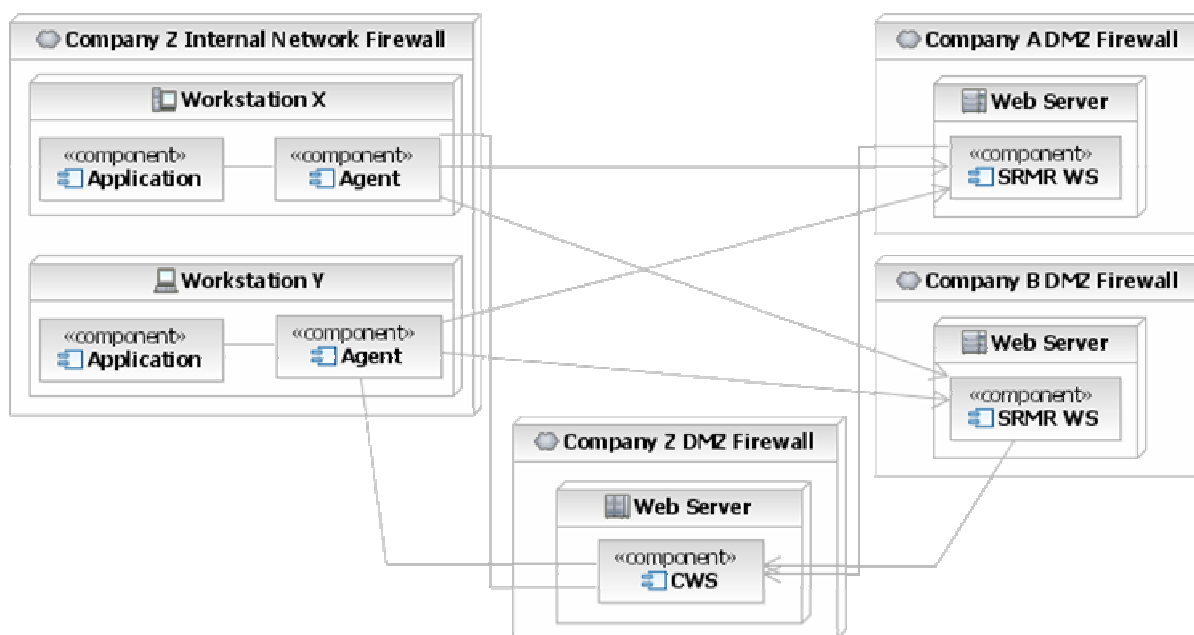 Company Z Internal Network Firewall
Workstation X
«component»
Application
«component»
Agent
Workstation Y
«component»
Application
«component»
Agent
Company A DMZ Firewall
Web Server
«component»
SRMR WS
Company B DMZ Firewall
Web Server
«component»
SRMR WS
Company Z DMZ Firewall
Web Server
«component»
CWS